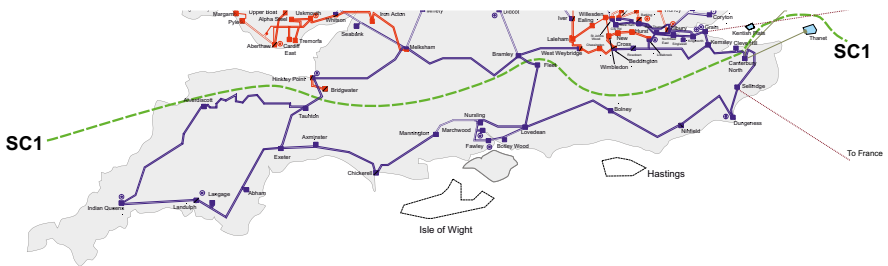 Margam
Pyle
Upper Boat
Alpha Steel
Uskmouth
Whitson
Iron Acton
Seabank
Aberthaw
Cardiff
East
Tremorfa
Melksham
Didcot
Bramley
Fleet
Iver
Willesden
Ealing
Laleham
West Weybridge
New
Cross
Hurst
Wimbledon
Beddington
Grain
Coryton
Kemsley
Cleve Hill
Kentish Flats
Thanet
Canterbury
North
SC1
Hinkley Point
Bridgwater
Alverdiscott
Taunton
Sellindge
SC1
Axminster
Exeter
Mannington
Nursling
Marchwood
Fawley
Botley Wood
Lovedean
Bolney
Ninfield
Dungeness
To France
Chickerell
Hastings
Indian Queens
Landulph
Langage
Abham
Isle of Wight